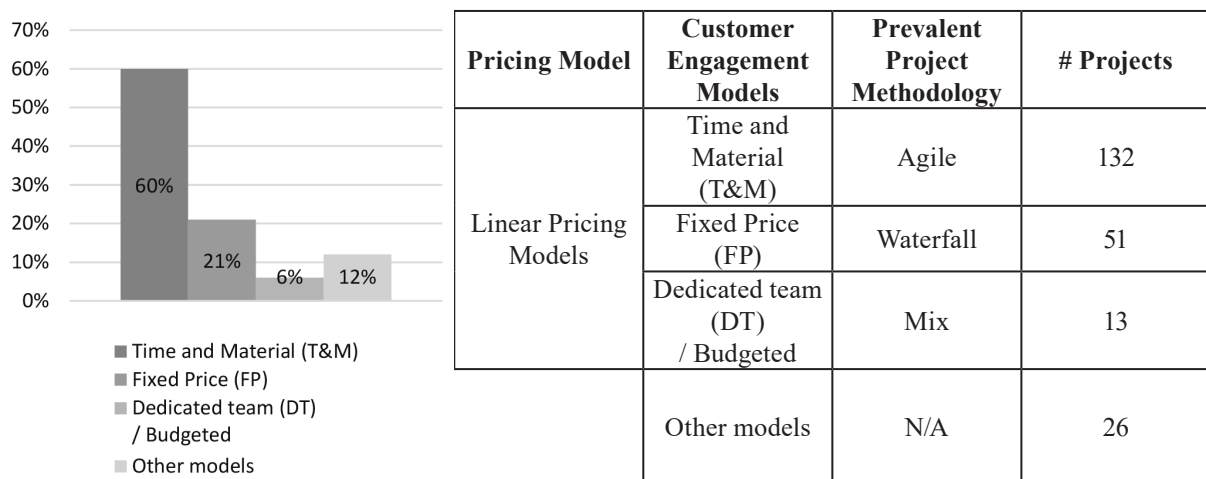 70%
60%
50%
40%
30%
20%
10%
0%
60%
21%
6%
12%
Time and Material (T&M)
Fixed Price (FP)
Dedicated team (DT)
/ Budgeted
Other models
Pricing Model
Customer
Engagement
Models
Prevalent
Project
Methodology
# Projects
Linear Pricing
Models
Time and
Material
(T&M)
Agile
132
Fixed Price
(FP)
Waterfall
51
Dedicated team
(DT)
/ Budgeted
Mix
13
Other models
N/A
26